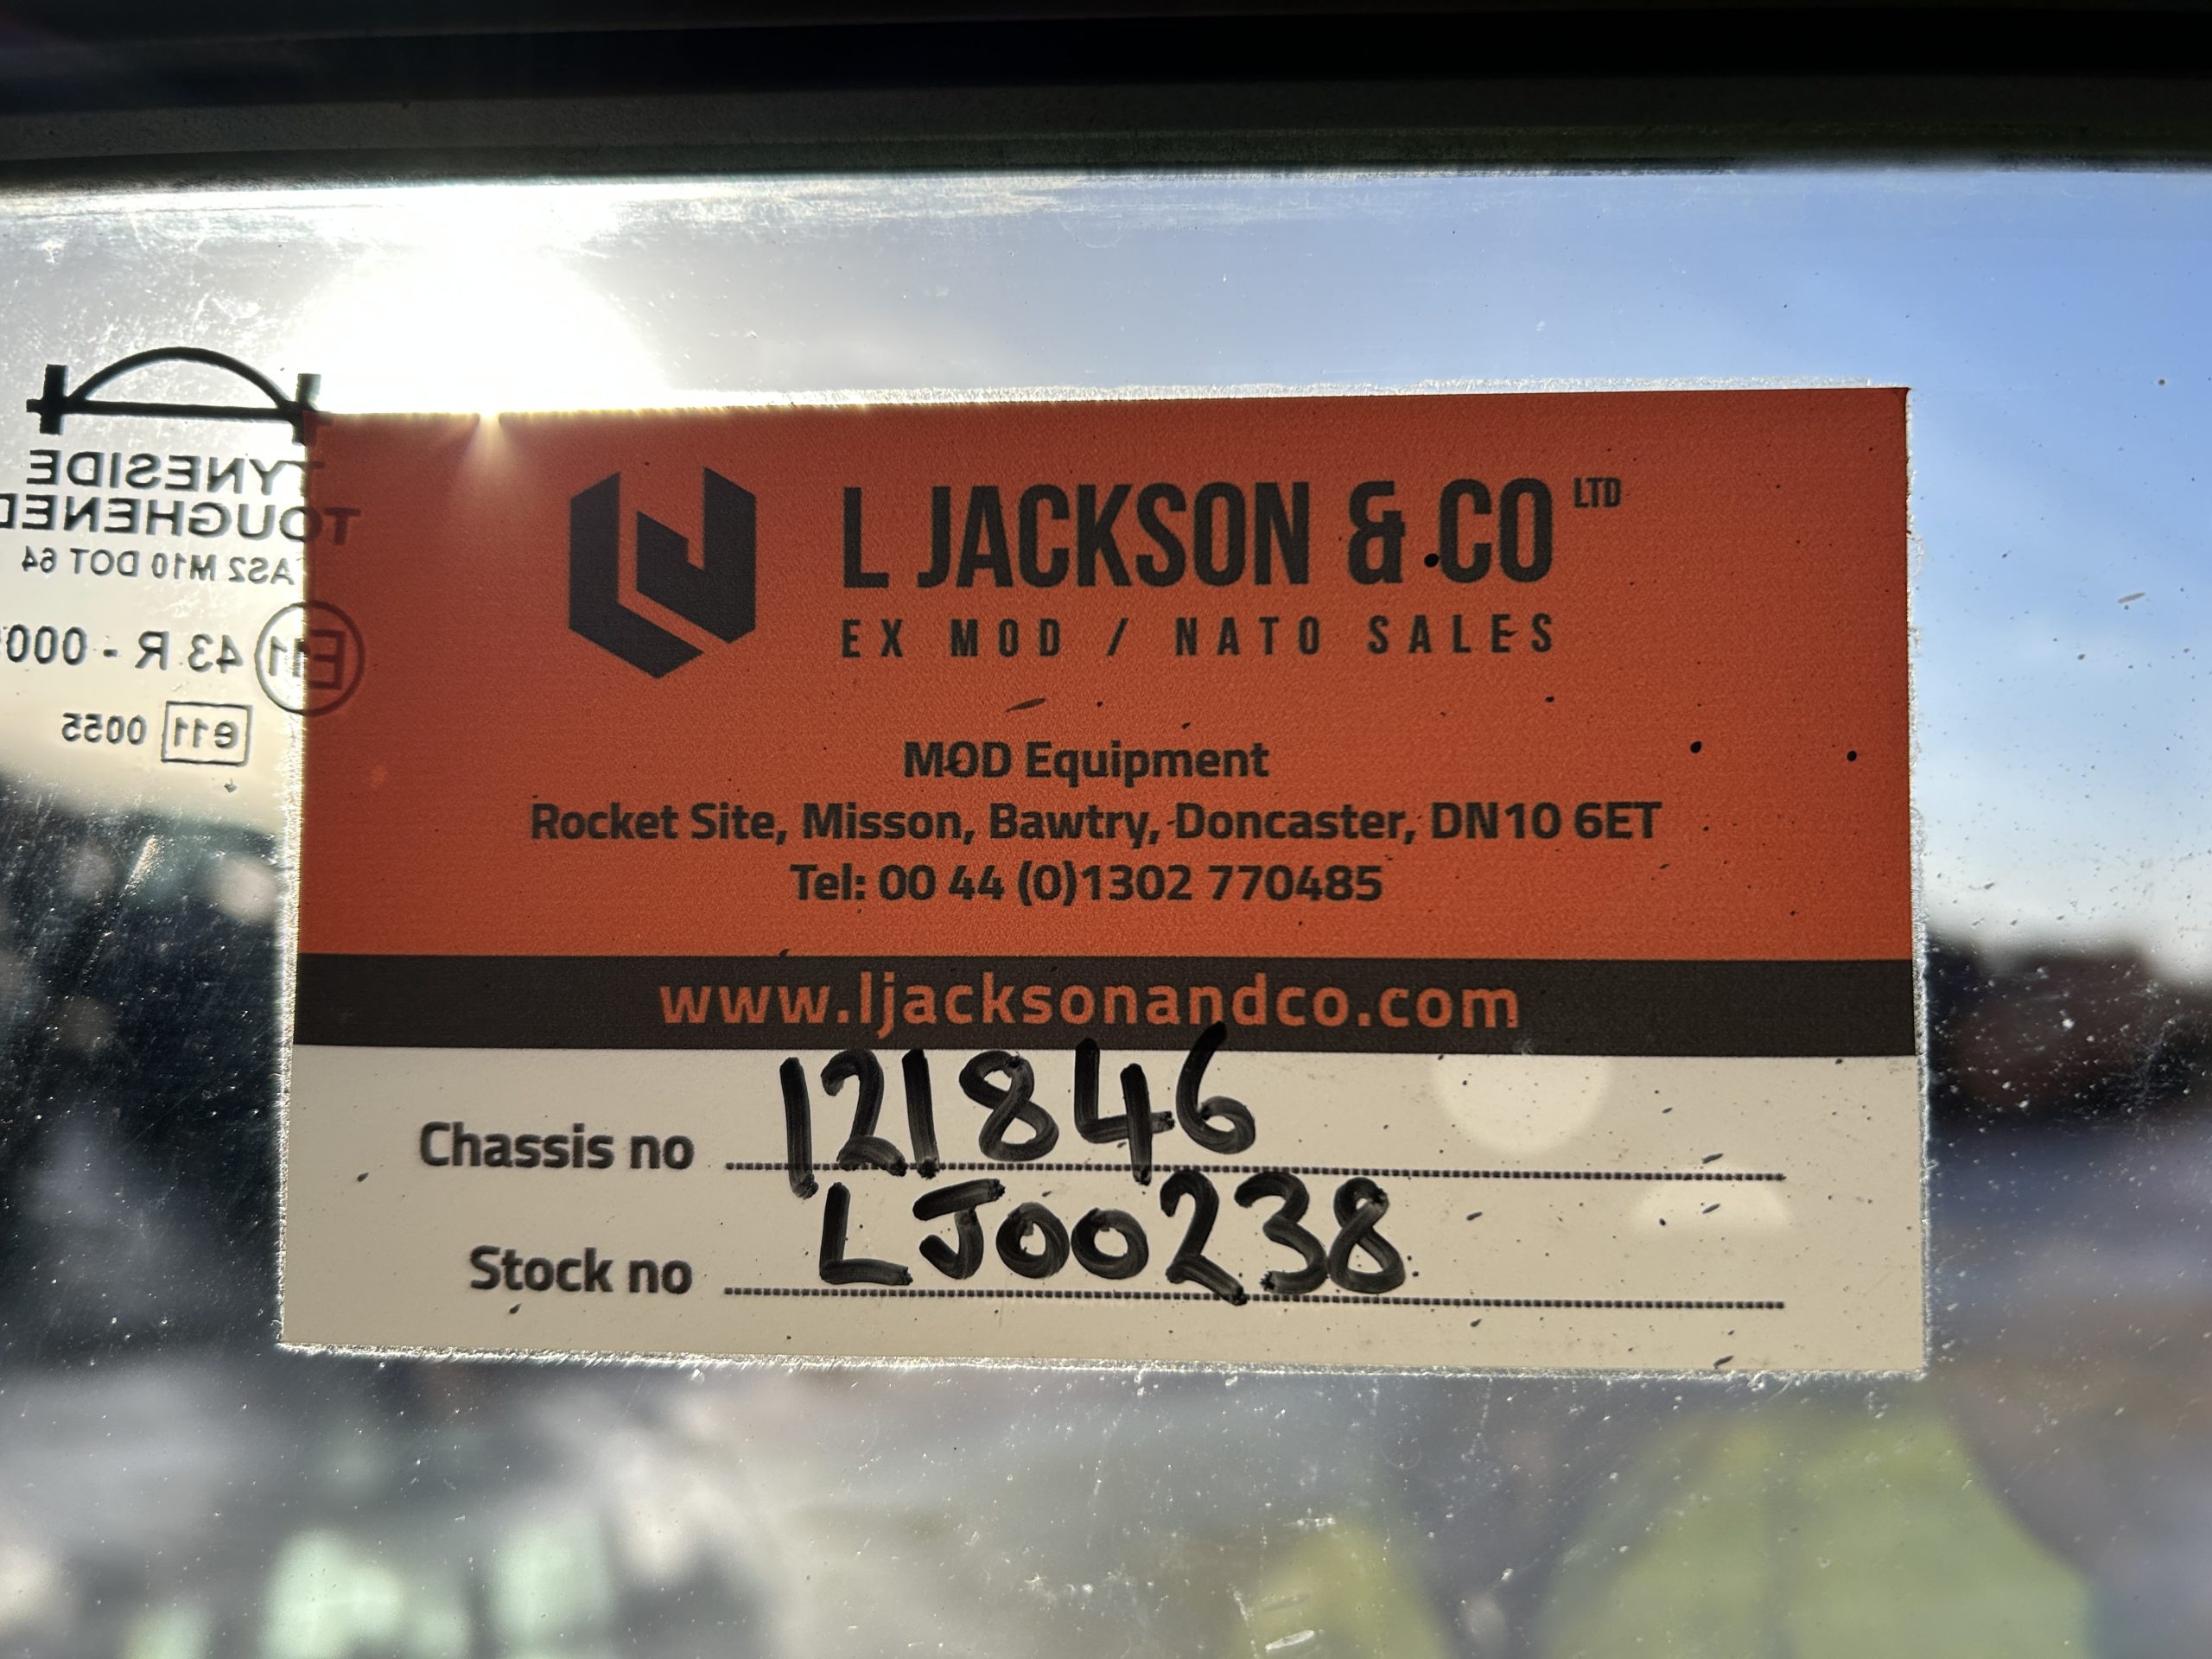 L JACKSON & CO LTD
EX MOD / NATO SALES
MOD Equipment
Rocket Site, Misson, Bawtry, Doncaster, DN10 6ET
Tel: 00 44 (0)1302 770485
www.ljacksonandco.com
Chassis no 121846
Stock no LJ00238
TYNESIDE
TOUGHENED
AS2 M10 DOT 64
E11 43 R - 000
e11 0055